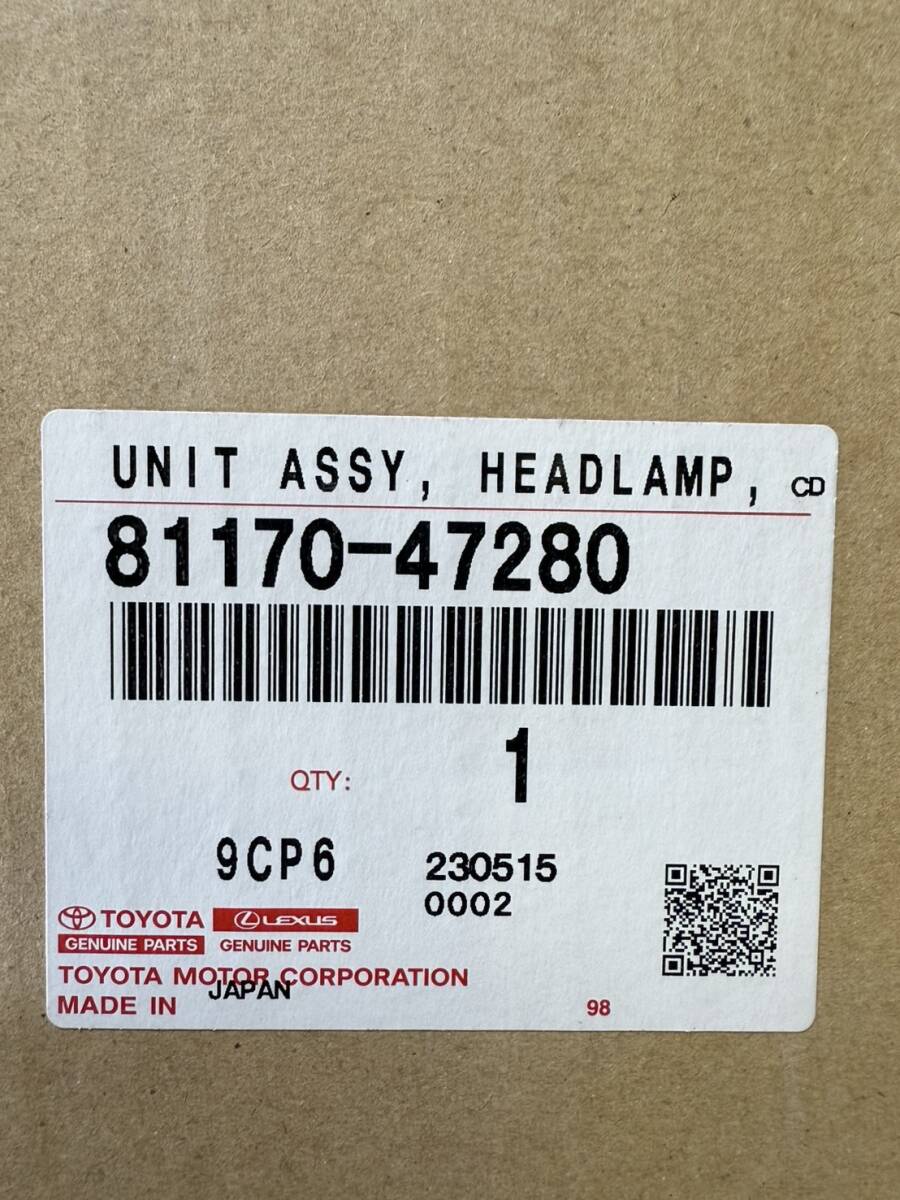 UNIT ASSY, HEADLAMP, CD
81170-47280
QTY: 1
9CP6 230515
0002
TOYOTA LEXUS
GENUINE PARTS GENUINE PARTS
TOYOTA MOTOR CORPORATION
MADE IN JAPAN 98